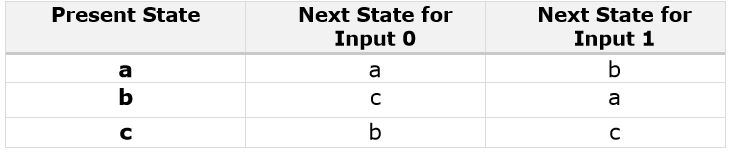 Present State Next State for Next State for
Input 0 Input 1
a a b
b c a
c b c